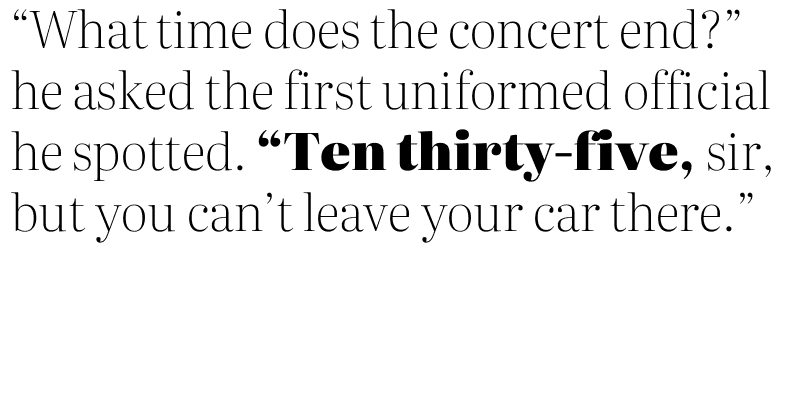 “What time does the concert end?”
he asked the first uniformed official
he spotted. “Ten thirty-five, sir,
but you can’t leave your car there.”